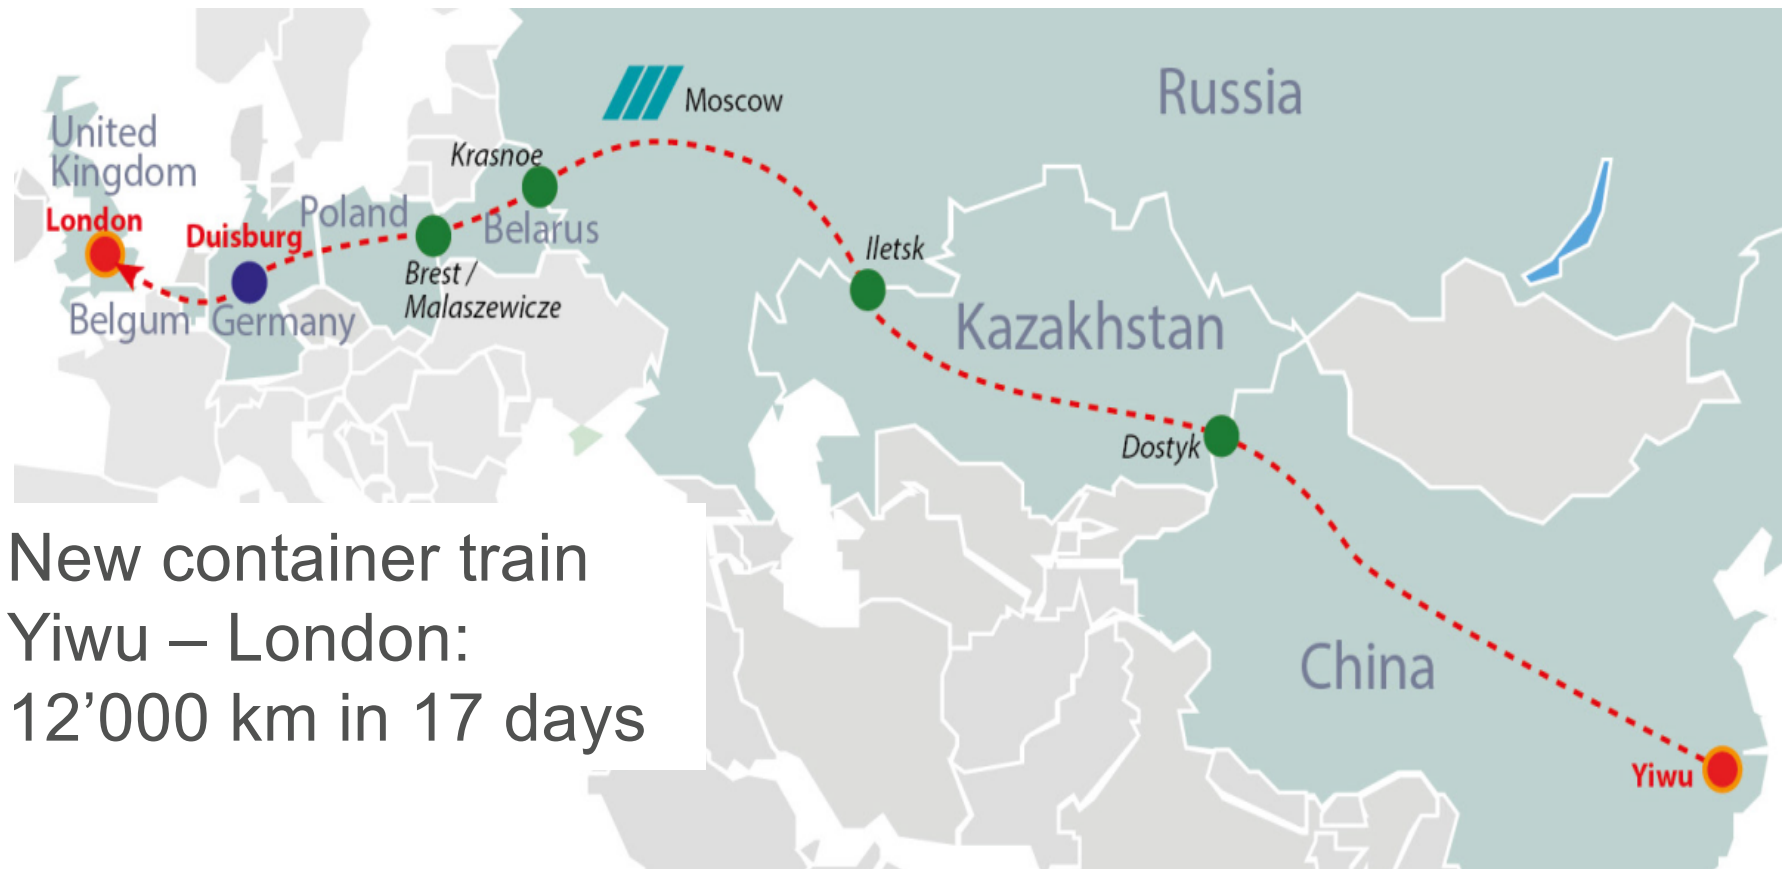 Moscow
Russia
United
Kingdom
Krasnoe
London
Duisburg
Poland
Belarus
Iletsk
Brest /
Malaszewicze
Belgum
Germany
Kazakhstan
Dostyk
New container train
Yiwu – London:
12’000 km in 17 days
China
Yiwu